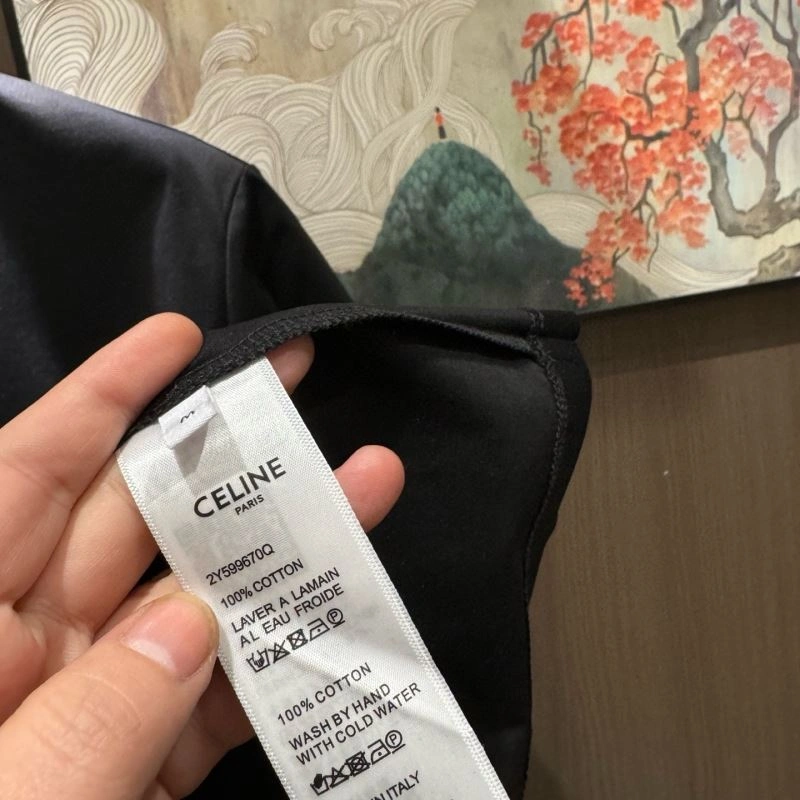 M
CELINE
PARIS
2Y599670Q
100% COTTON
LAVER A LAMAIN
A L EAU FROIDE
100% COTTON
WASH BY HAND
WITH COLD WATER
IN ITALY